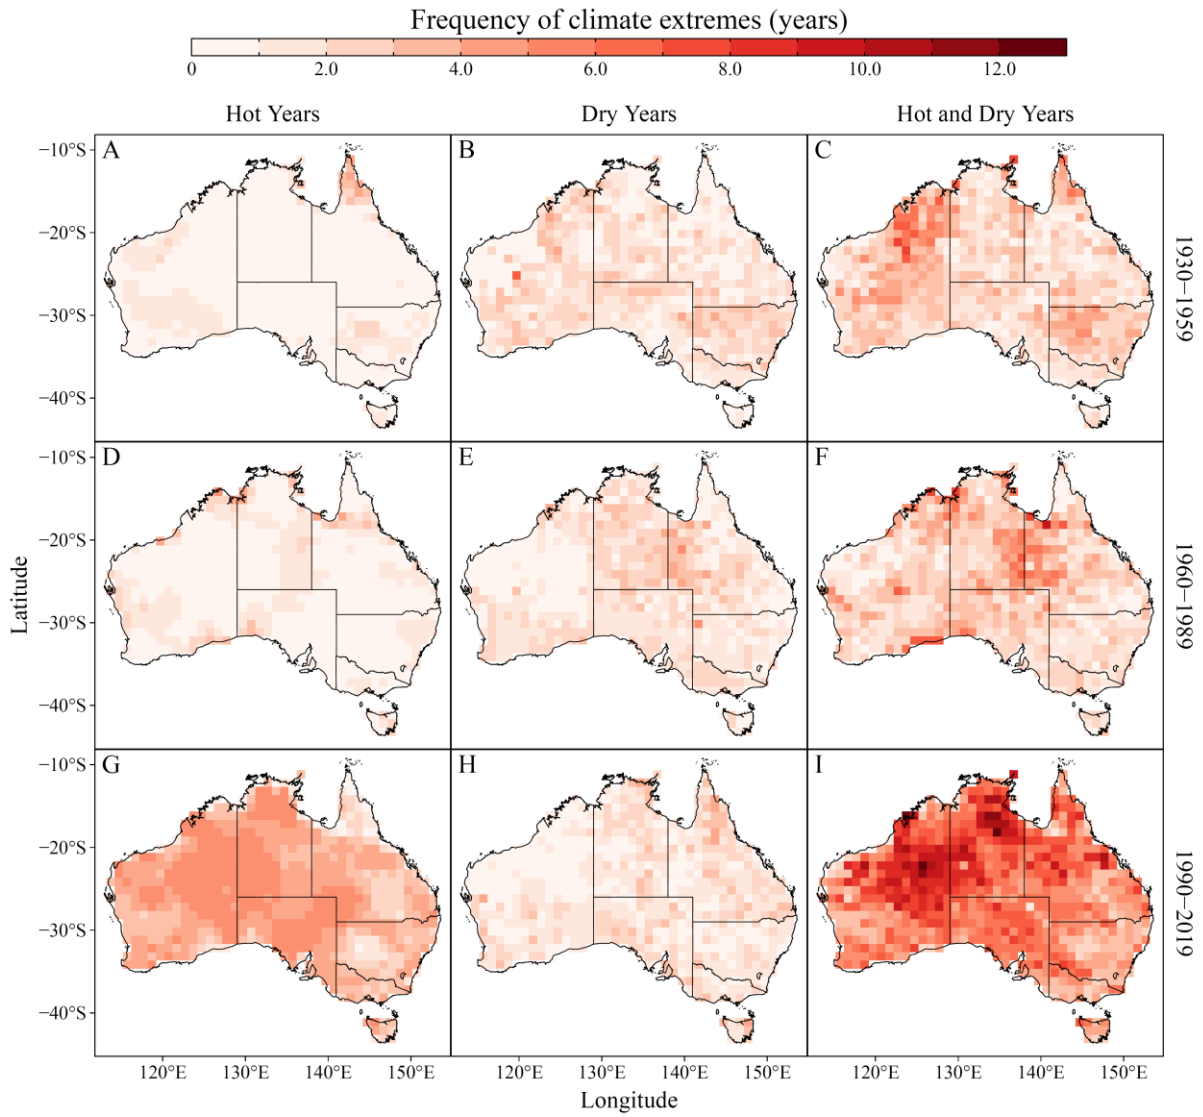 Frequency of climate extremes (years)
0 2.0 4.0 6.0 8.0 10.0 12.0
Hot Years Dry Years Hot and Dry Years
A B C
−10°S
−20°S
−30°S
−40°S
1930−1959
D E F
−10°S
−20°S
−30°S
−40°S
1960−1989
Latitude
G H I
−10°S
−20°S
−30°S
−40°S
1990−2019
120°E 130°E 140°E 150°E 120°E 130°E 140°E 150°E 120°E 130°E 140°E 150°E
Longitude